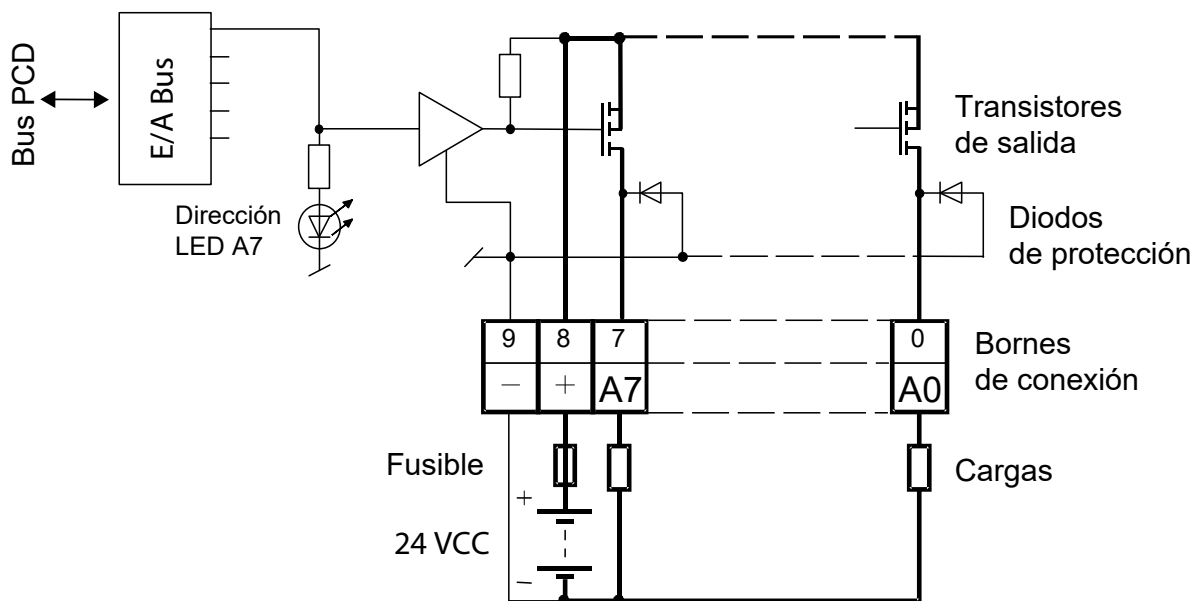 Bus PCD
E/A Bus
Dirección
LED A7
Transistores
de salida
Diodos
de protección
9 8 7 0
− + A7 A0
Bornes
de conexión
Fusible
Cargas
+
24 VCC
−